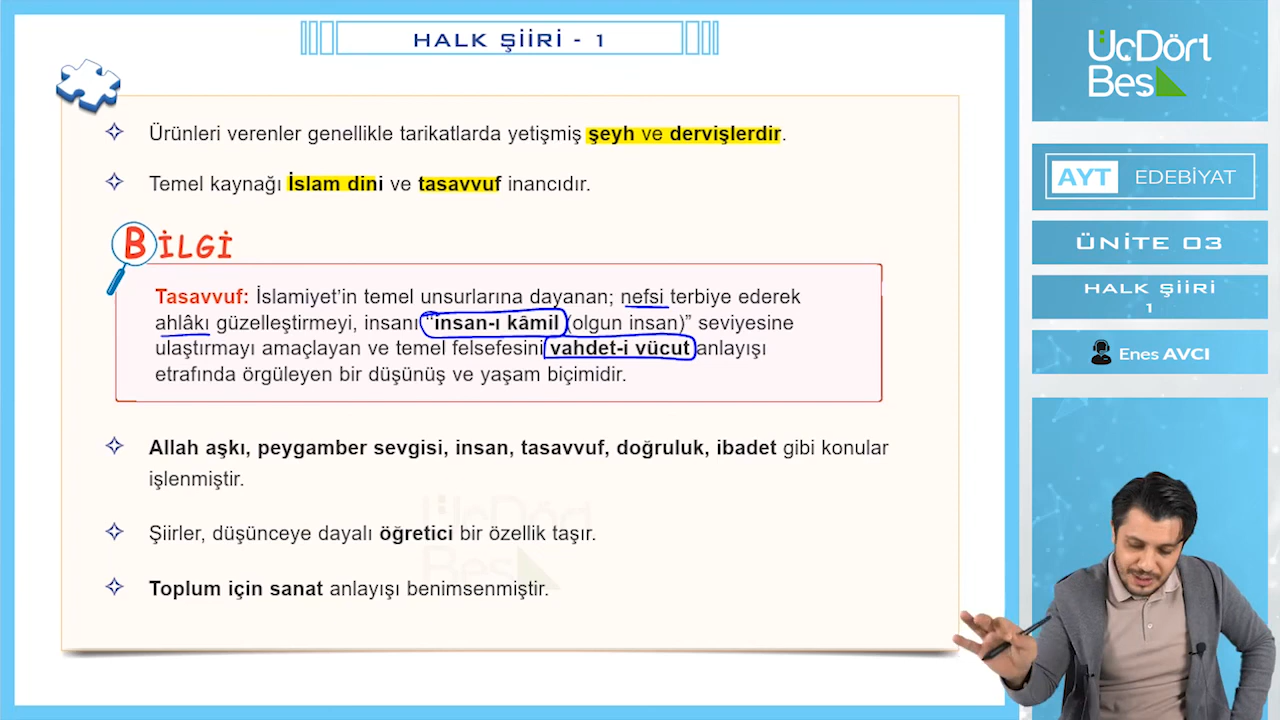 HALK ŞİİRİ - 1
Ürünleri verenler genellikle tarikatlarda yetişmiş şeyh ve dervişlerdir.
Temel kaynağı İslam dini ve tasavvuf inancıdır.
BİLGİ
Tasavvuf: İslamiyet'in temel unsurlarına dayanan; nefsi terbiye ederek
ahlâkı güzelleştirmeyi, insanı "insan-ı kâmil (olgun insan)" seviyesine
ulaştırmayı amaçlayan ve temel felsefesini vahdet-i vücut anlayışı
etrafında örgüleyen bir düşünüş ve yaşam biçimidir.
Allah aşkı, peygamber sevgisi, insan, tasavvuf, doğruluk, ibadet gibi konular
işlenmiştir.
Şiirler, düşünceye dayalı öğretici bir özellik taşır.
Toplum için sanat anlayışı benimsenmiştir.
ÜçDört
Beş
ÜçDört
Beş
AYT EDEBİYAT
ÜNİTE 03
HALK ŞİİRİ
1
Enes AVCI